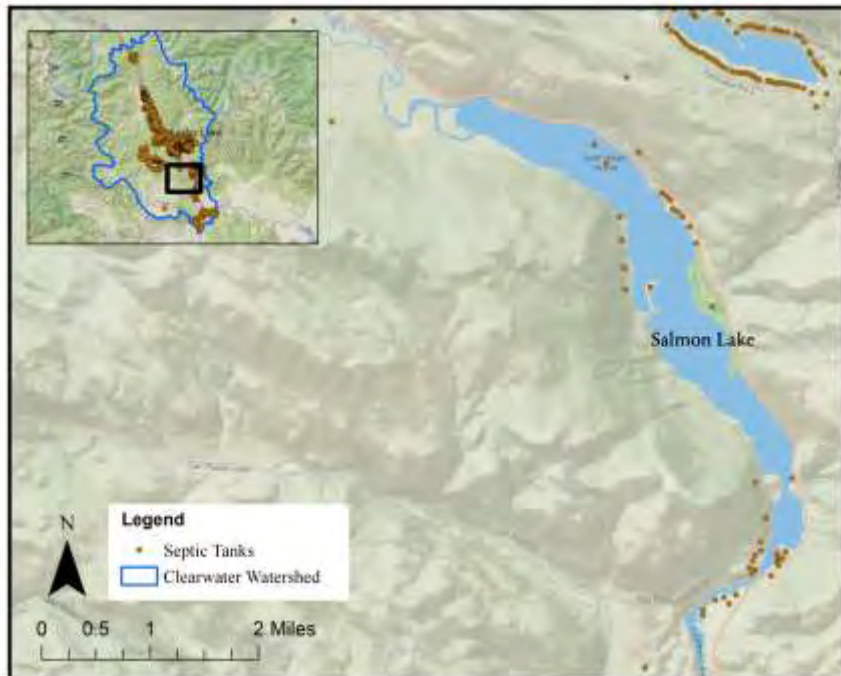 Salmon Lake
N
Legend
Septic Tanks
Clearwater Watershed
0 0.5 1 2 Miles